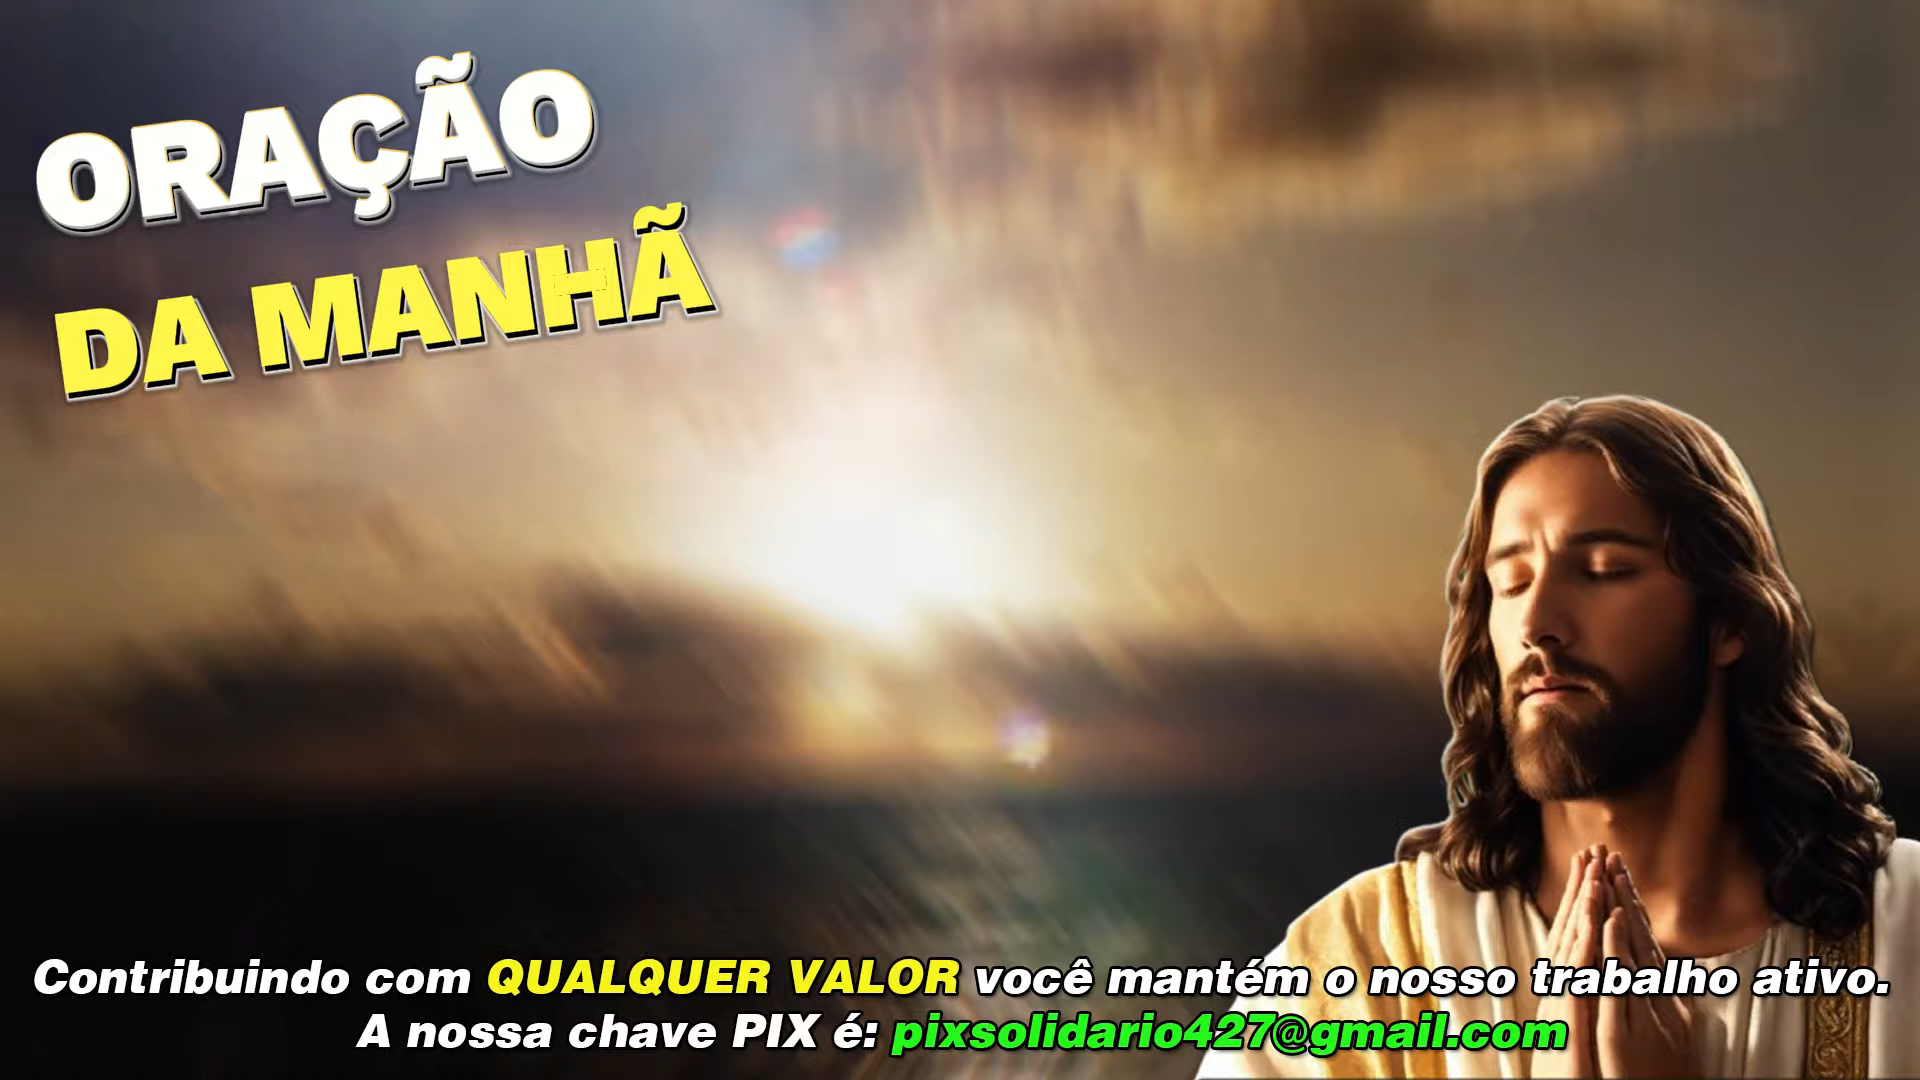 ORAÇÃO
DA MANHÃ
Contribuindo com QUALQUER VALOR você mantém o nosso trabalho ativo.
A nossa chave PIX é: pixsolidario427@gmail.com